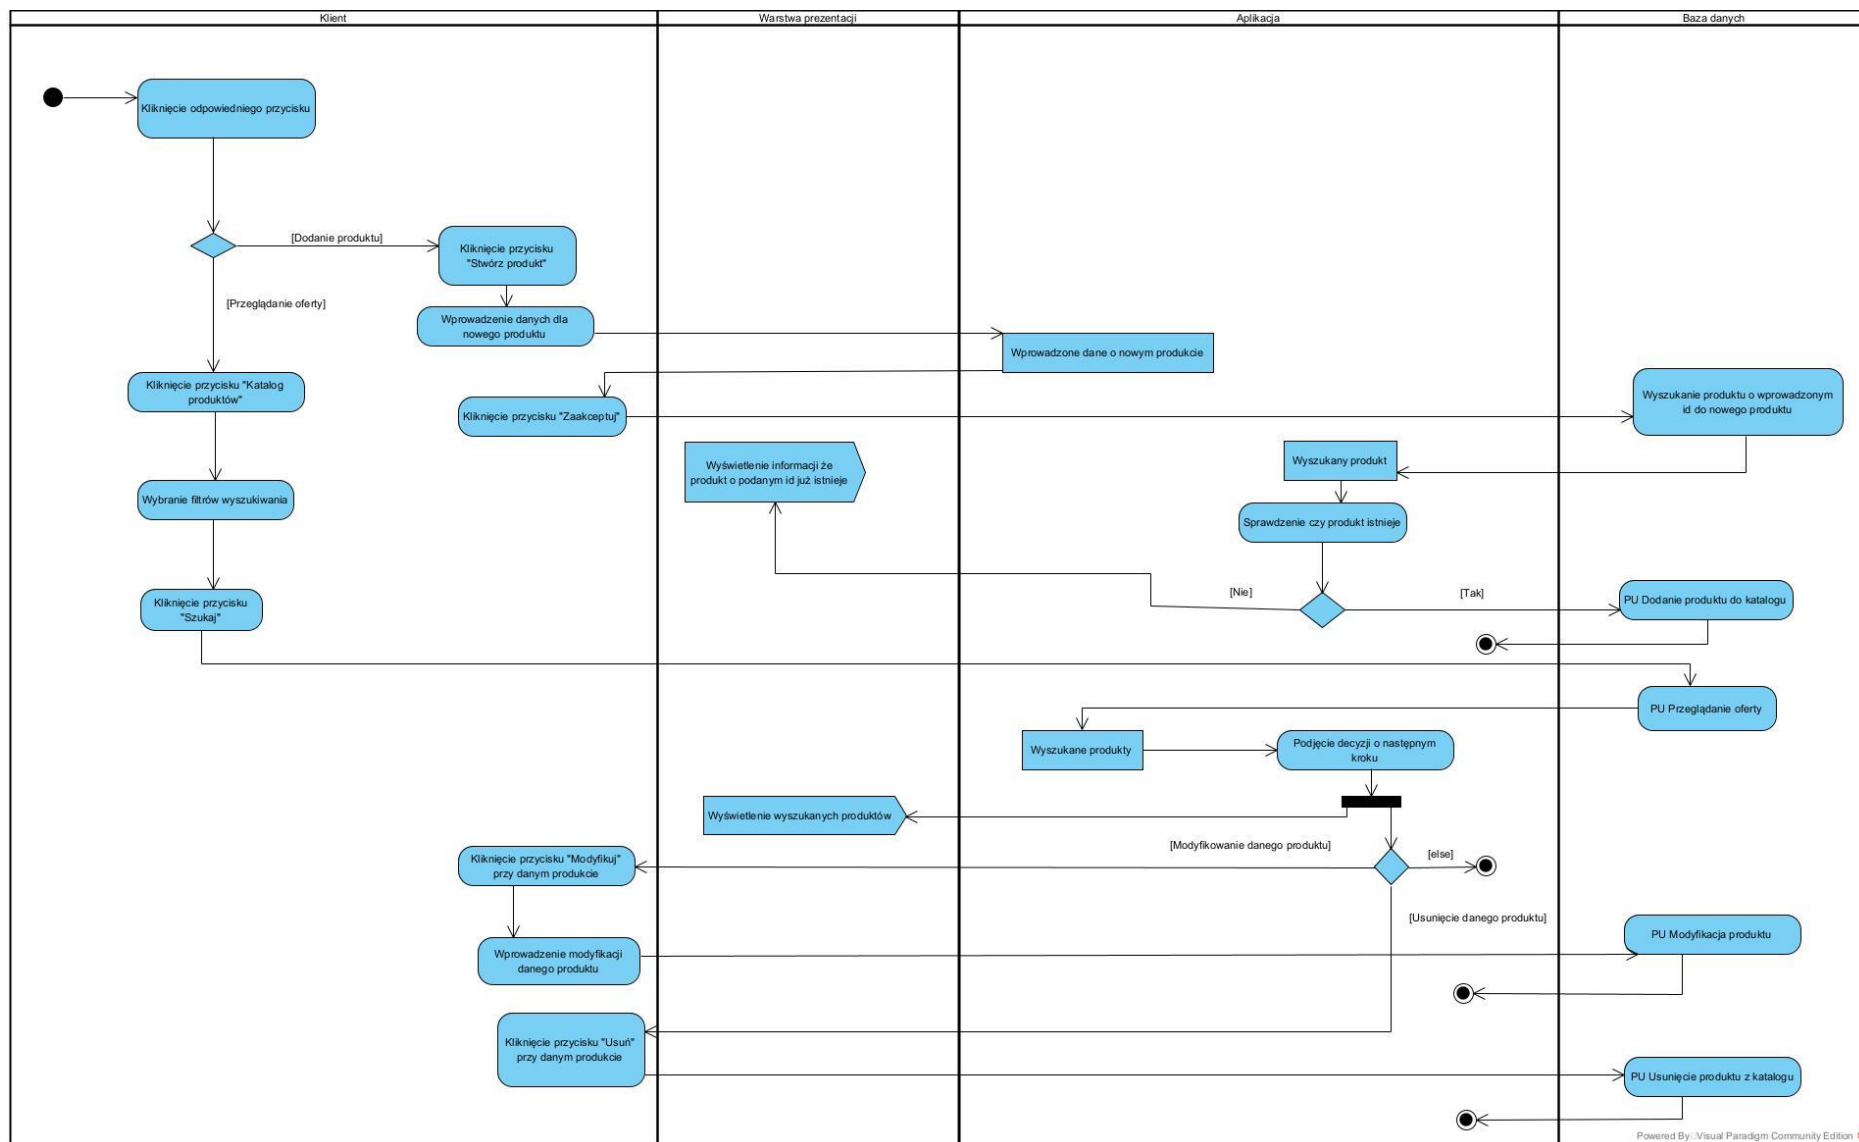 Klient
Warstwa prezentacji
Aplikacja
Baza danych
Kliknięcie odpowiedniego przycisku
[Dodanie produktu]
Kliknięcie przycisku
"Stwórz produkt"
[Przeglądanie oferty]
Wprowadzenie danych dla
nowego produktu
Wprowadzone dane o nowym produkcie
Kliknięcie przycisku "Katalog
produktów"
Kliknięcie przycisku "Zaakceptuj"
Wyszukanie produktu o wprowadzonym
id do nowego produktu
Wyświetlenie informacji że
produkt o podanym id już istnieje
Wyszukany produkt
Wybranie filtrów wyszukiwania
Sprawdzenie czy produkt istnieje
Kliknięcie przycisku
"Szukaj"
[Nie]
[Tak]
PU Dodanie produktu do katalogu
PU Przeglądanie oferty
Wyszukane produkty
Podjęcie decyzji o następnym
kroku
Wyświetlenie wyszukanych produktów
[Modyfikowanie danego produktu]
[else]
Kliknięcie przycisku "Modyfikuj"
przy danym produkcie
[Usunięcie danego produktu]
PU Modyfikacja produktu
Wprowadzenie modyfikacji
danego produktu
Kliknięcie przycisku "Usuń"
przy danym produkcie
PU Usunięcie produktu z katalogu
Powered By Visual Paradigm Community Edition